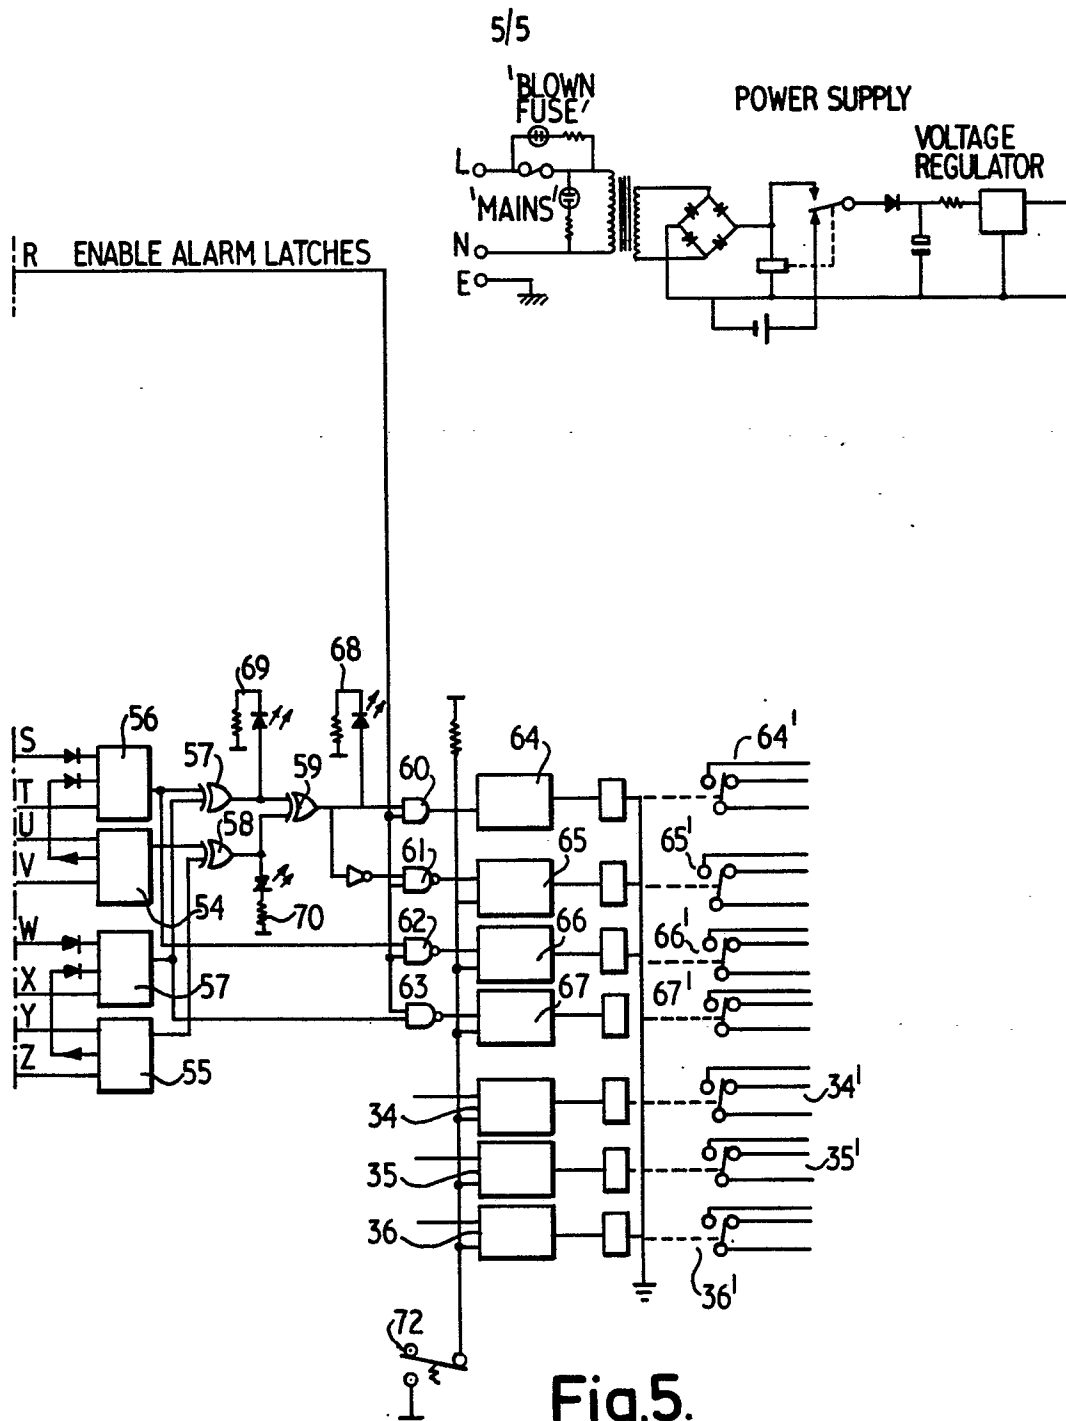 5/5
'BLOWN
FUSE'
POWER SUPPLY
VOLTAGE
REGULATOR
L
'MAINS'
N
E
R ENABLE ALARM LATCHES
68
69
S
56
57
59
64
64'
T
60
U
58
61
65
65'
V
54
70
62
66
66'
W
63
67
67'
X
57
Y
Z
55
34
34'
35
35'
36
36'
72
Fig.5.